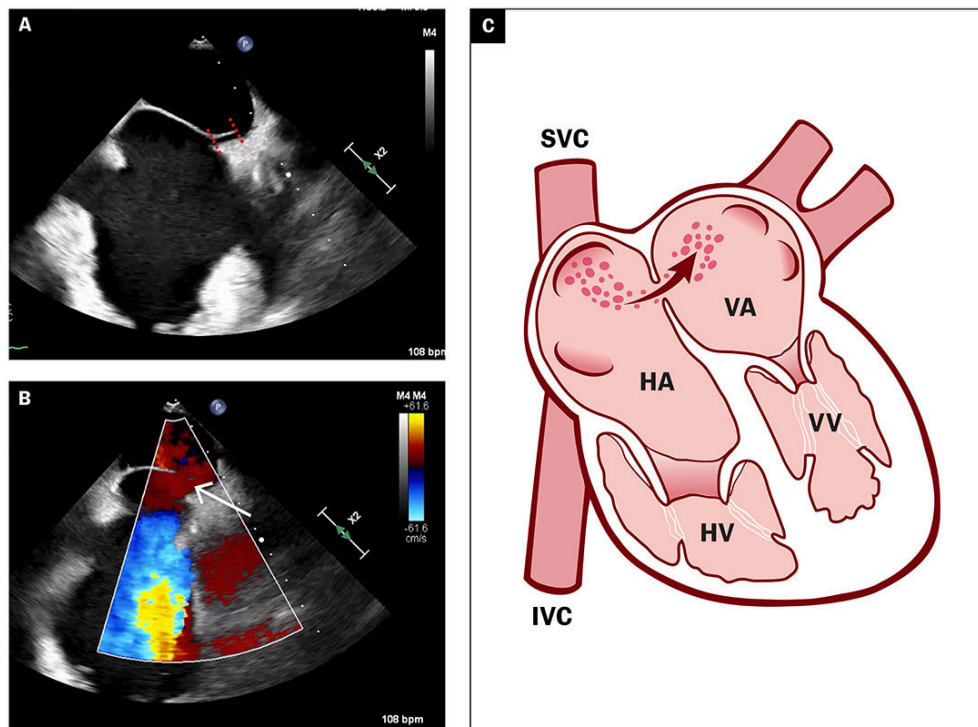 A
M4
P
X2
108 bpm
B
M4 M4
+61.6
P
X2
-61.6
cm/s
108 bpm
C
SVC
VA
HA
VV
HV
IVC